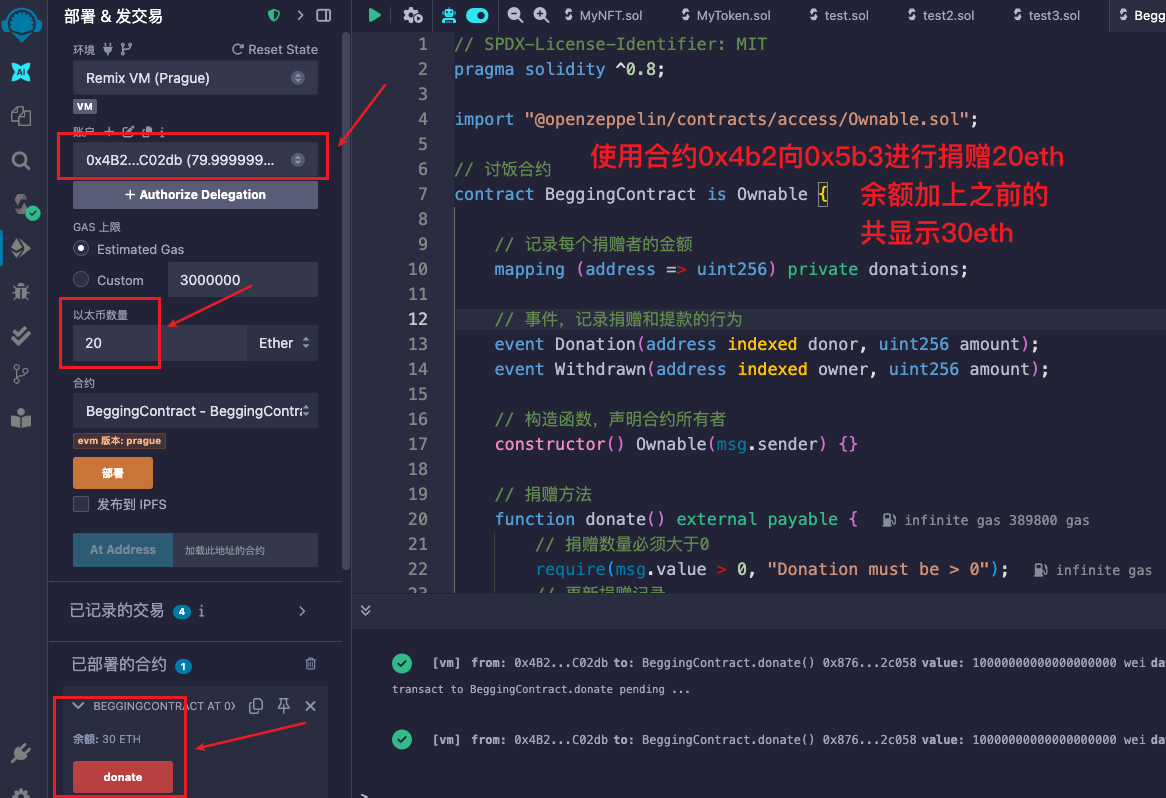 部署 & 发交易
MyNFT.sol
MyToken.sol
test.sol
test2.sol
test3.sol
Begg
AI
环境
Reset State
Remix VM (Prague)
VM
账户
0x4B2...C02db (79.999999...
+ Authorize Delegation
GAS 上限
Estimated Gas
Custom
3000000
以太币数量
20
Ether
合约
BeggingContract - BeggingContra
evm 版本: prague
部署
发布到 IPFS
At Address
加载此地址的合约
已记录的交易 4 i
已部署的合约 1
BEGGINGCONTRACT AT 0X
余额: 30 ETH
donate
1 // SPDX-License-Identifier: MIT
2 pragma solidity ^0.8;
3
4 import "@openzeppelin/contracts/access/Ownable.sol";
5
6 // 讨饭合约
7 contract BeggingContract is Ownable {
8
9 // 记录每个捐赠者的金额
10 mapping (address => uint256) private donations;
11
12 // 事件，记录捐赠和提款的行为
13 event Donation(address indexed donor, uint256 amount);
14 event Withdrawn(address indexed owner, uint256 amount);
15
16 // 构造函数，声明合约所有者
17 constructor() Ownable(msg.sender) {}
18
19 // 捐赠方法
20 function donate() external payable { infinite gas 389800 gas
21 // 捐赠数量必须大于0
22 require(msg.value > 0, "Donation must be > 0"); infinite gas
23 // 更新捐赠记录
使用合约0x4b2向0x5b3进行捐赠20eth
余额加上之前的
共显示30eth
[vm] from: 0x4B2...C02db to: BeggingContract.donate() 0x876...2c058 value: 10000000000000000000 wei da
transact to BeggingContract.donate pending ...
[vm] from: 0x4B2...C02db to: BeggingContract.donate() 0x876...2c058 value: 10000000000000000000 wei da
>